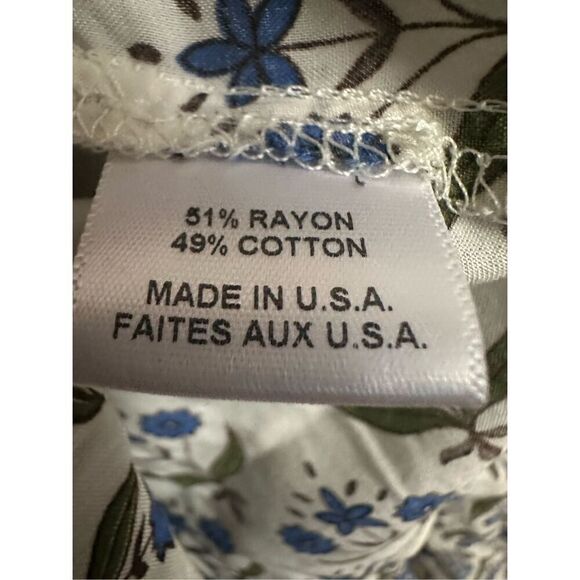 51% RAYON
49% COTTON
MADE IN U.S.A.
FAITES AUX U.S.A.